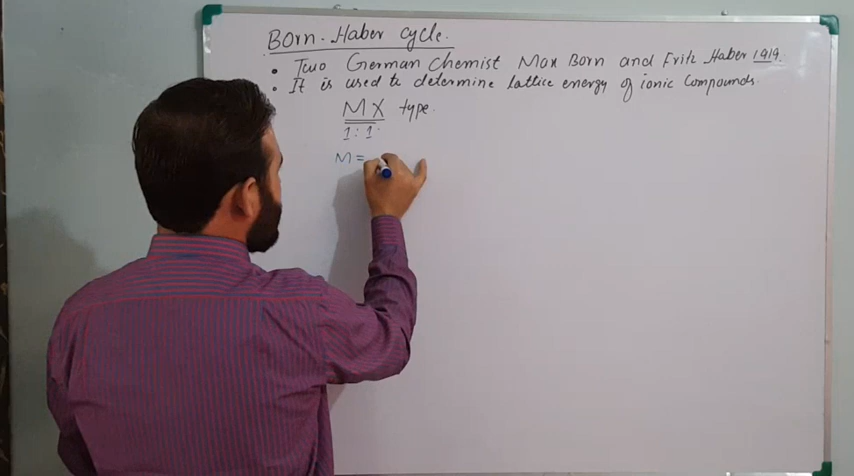 Born-Haber cycle.
• Two German Chemist Max Born and Fritz Haber 1919.
• It is used to determine lattice energy of ionic Compounds.
MX type.
1:1
M=